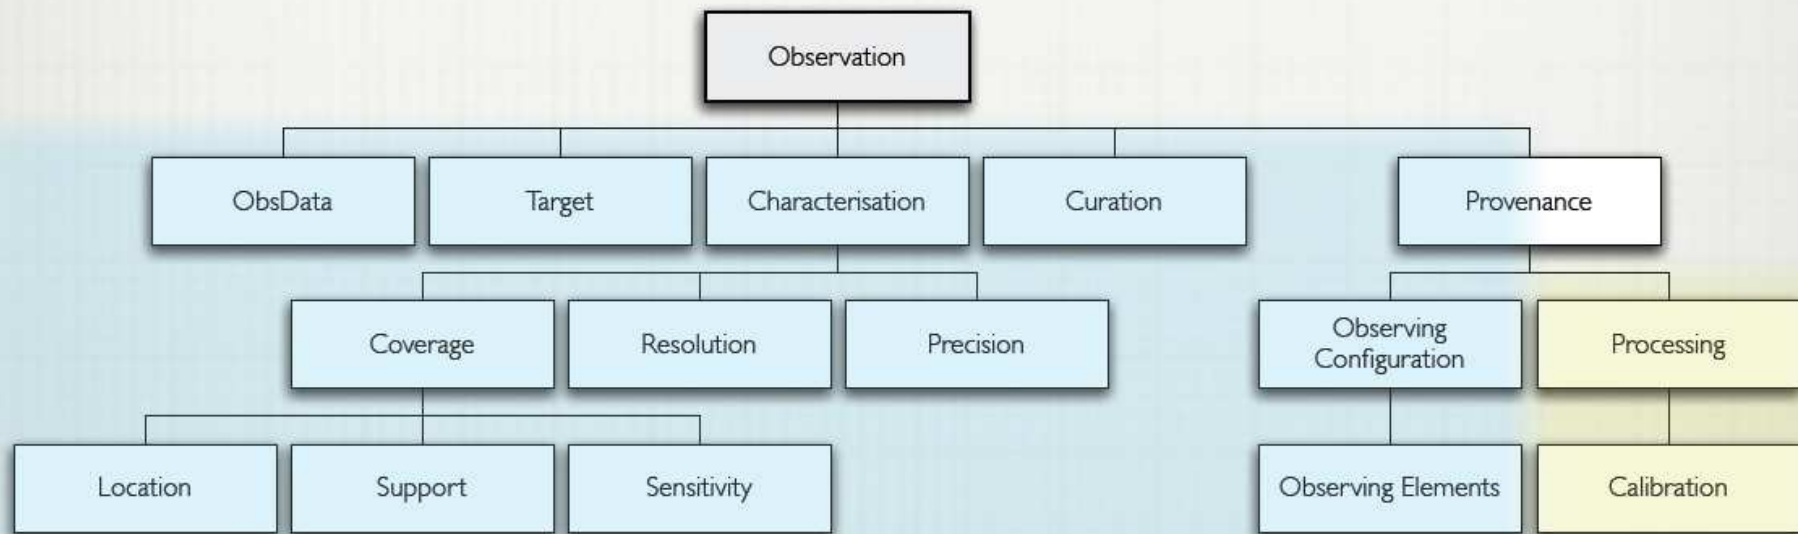 Observation
ObsData
Target
Characterisation
Curation
Provenance
Coverage
Resolution
Precision
Observing
Configuration
Processing
Location
Support
Sensitivity
Observing Elements
Calibration